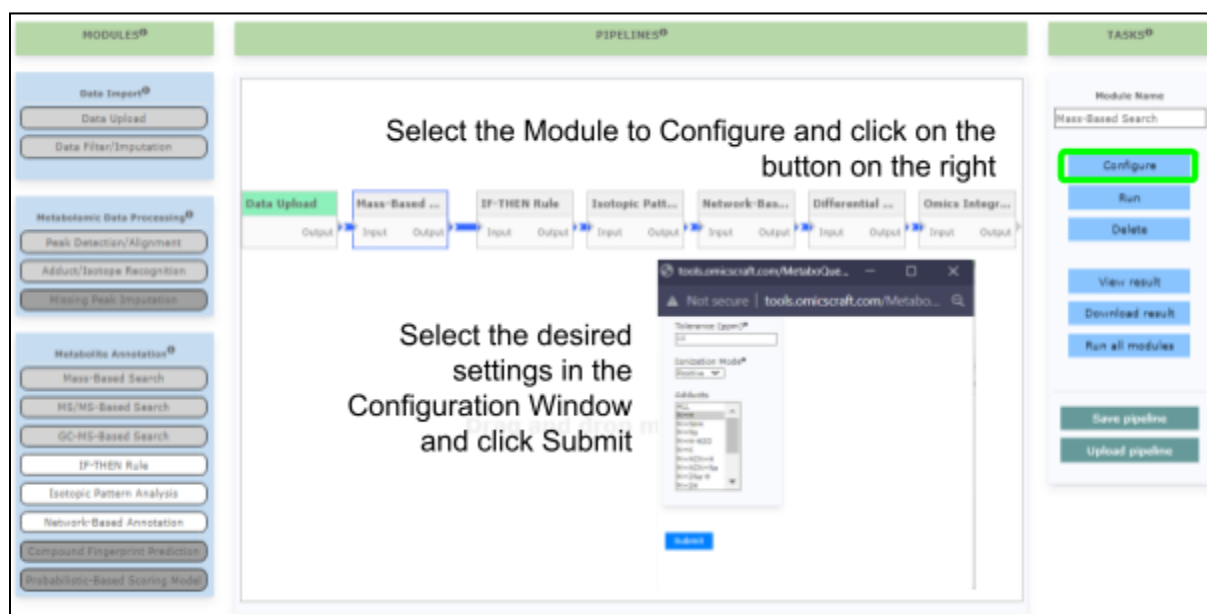 MODULES
PIPELINES
TASKS
Data Import
Data Upload
Data Filter/Imputation
Metabolomic Data Processing
Peak Detection/Alignment
Adduct/Isotope Recognition
Missing Peak Imputation
Metabolite Annotation
Mass-Based Search
MS/MS-Based Search
GC-MS-Based Search
IF-THEN Rule
Isotopic Pattern Analysis
Network-Based Annotation
Compound Fingerprint Prediction
Probabilistic-Based Scoring Model
Select the Module to Configure and click on the
button on the right
Data Upload
Output
Mass-Based ...
Input Output
IF-THEN Rule
Input Output
Isotopic Patt...
Input Output
Network-Bas...
Input Output
Differential ...
Input Output
Omics Integr...
Input Output
Select the desired
settings in the
Configuration Window
and click Submit
Drag and drop m
tools.omicscraft.com/MetaboQue...
Not secure | tools.omicscraft.com/Metabo...
Tolerance (ppm)
Ionization Mode
Positive
Adducts
ALL
Submit
Module Name
Mass-Based Search
Configure
Run
Delete
View result
Download result
Run all modules
Save pipeline
Upload pipeline